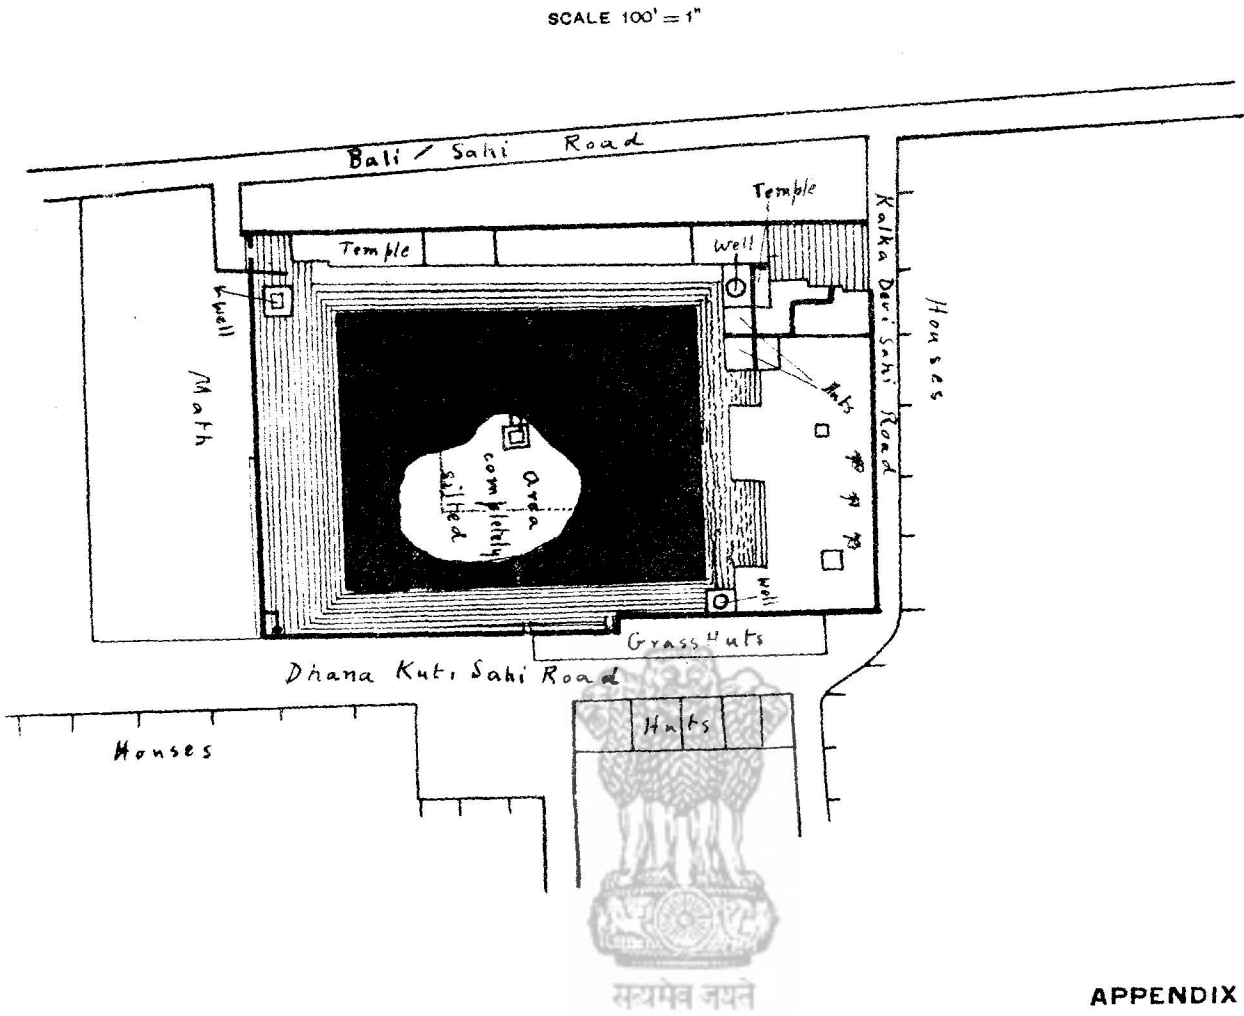 SCALE 100' = 1"
Bali Sahi Road
Temple
Temple
Well
Well
Kalka Devi Sahi Road
Houses
Math
Huts
area
completely
silted
Well
Grass Huts
Dhana Kuti Sahi Road
Huts
Houses
सत्यमेव जयते
APPENDIX